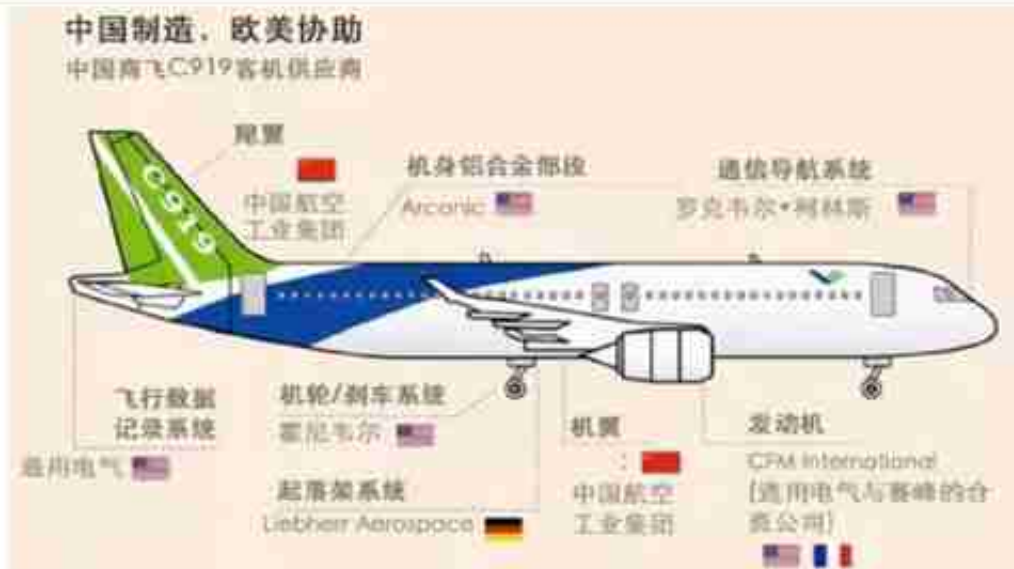 中国制造、欧美协助
中国商飞C919客机供应商
尾翼
中国航空
工业集团
机身铝合金部段
Arconic
通信导航系统
罗克韦尔•柯林斯
C919
飞行数据
记录系统
通用电气
机轮/刹车系统
霍尼韦尔
起落架系统
Liebherr Aerospace
机翼
:
中国航空
工业集团
发动机
CFM International
(通用电气与赛峰的合
资公司)